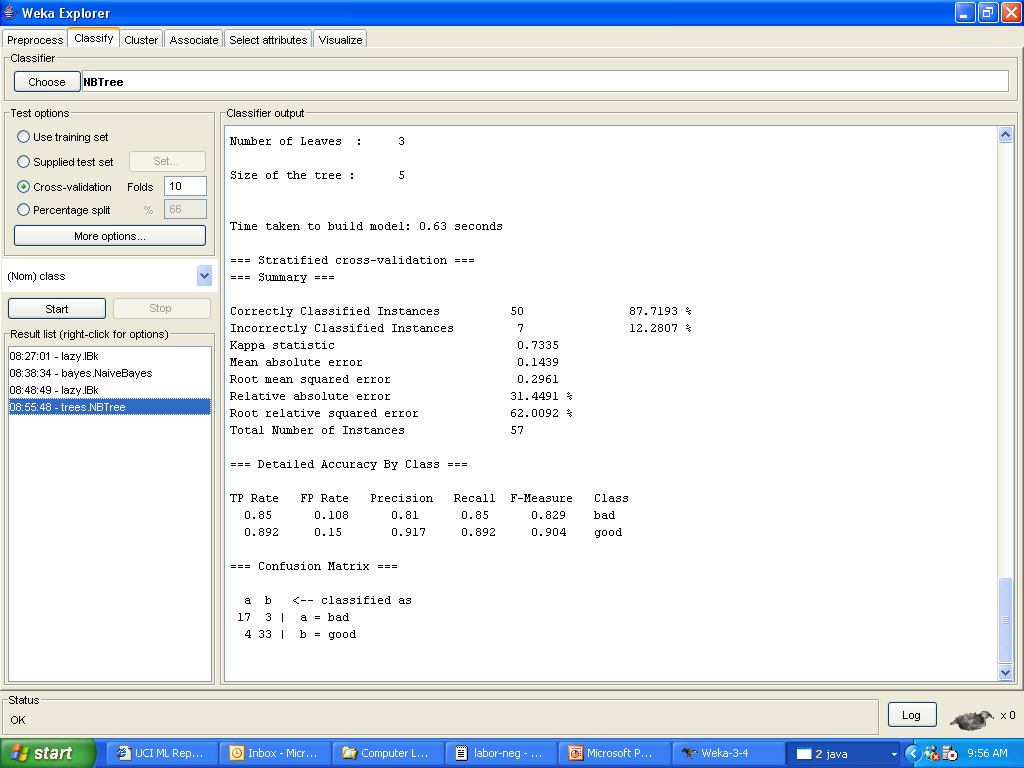 Weka Explorer
Preprocess Classify Cluster Associate Select attributes Visualize
Classifier
Choose NBTree
Test options
Use training set
Supplied test set Set...
Cross-validation Folds 10
Percentage split % 66
More options...
(Nom) class
Start Stop
Result list (right-click for options)
08:27:01 - lazy.IBk
08:38:34 - bayes.NaiveBayes
08:48:49 - lazy.IBk
08:55:48 - trees.NBTree
Classifier output
Number of Leaves : 3
Size of the tree : 5
Time taken to build model: 0.63 seconds
=== Stratified cross-validation ===
=== Summary ===
Correctly Classified Instances 50 87.7193 %
Incorrectly Classified Instances 7 12.2807 %
Kappa statistic 0.7335
Mean absolute error 0.1439
Root mean squared error 0.2961
Relative absolute error 31.4491 %
Root relative squared error 62.0092 %
Total Number of Instances 57
=== Detailed Accuracy By Class ===
TP Rate FP Rate Precision Recall F-Measure Class
0.85 0.108 0.81 0.85 0.829 bad
0.892 0.15 0.917 0.892 0.904 good
=== Confusion Matrix ===
a b <-- classified as
17 3 | a = bad
4 33 | b = good
Status
OK
Log x 0
start UCI ML Rep... Inbox - Micr... Computer L... labor-neg - ... Microsoft P... Weka-3-4 2 java 9:56 AM